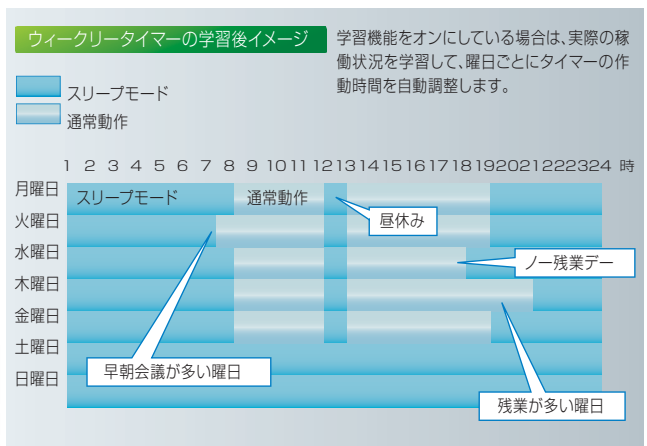 ウィークリータイマーの学習後イメージ
学習機能をオンにしている場合は、実際の稼
働状況を学習して、曜日ごとにタイマーの作
動時間を自動調整します。
スリープモード
通常動作
1 2 3 4 5 6 7 8 9 10 11 12 13 14 15 16 17 18 19 20 21 22 23 24 時
月曜日 スリープモード 通常動作
昼休み
火曜日
水曜日
ノー残業デー
木曜日
金曜日
土曜日
早朝会議が多い曜日
日曜日
残業が多い曜日